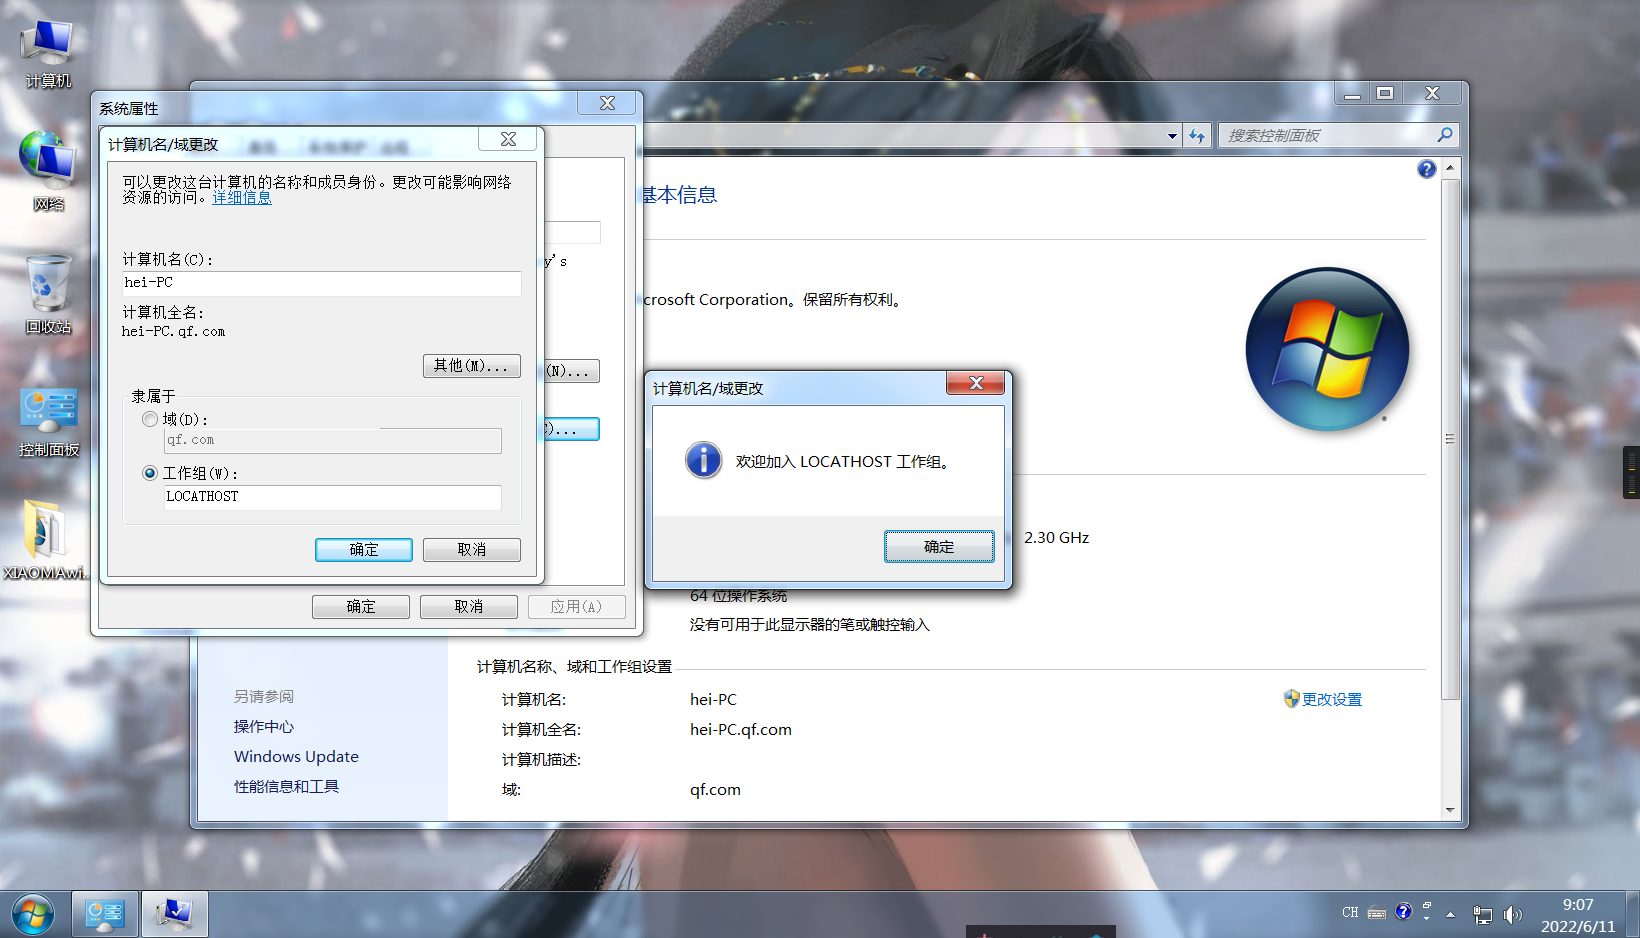 计算机
网络
回收站
控制面板
XIAOMAwi...
系统属性
计算机名/域更改
可以更改这台计算机的名称和成员身份。更改可能影响网络
资源的访问。详细信息
计算机名(C):
hei-PC
计算机全名:
hei-PC.qf.com
其他(M)...
隶属于
域(D):
qf.com
工作组(W):
LOCATHOST
确定
取消
y's
(N)...
)...
确定
取消
应用(A)
搜索控制面板
基本信息
crosoft Corporation。保留所有权利。
计算机名/域更改
欢迎加入 LOCATHOST 工作组。
确定
2.30 GHz
64 位操作系统
没有可用于此显示器的笔或触控输入
计算机名称、域和工作组设置
计算机名:
hei-PC
更改设置
计算机全名:
hei-PC.qf.com
计算机描述:
域:
qf.com
另请参阅
操作中心
Windows Update
性能信息和工具
CH
9:07
2022/6/11